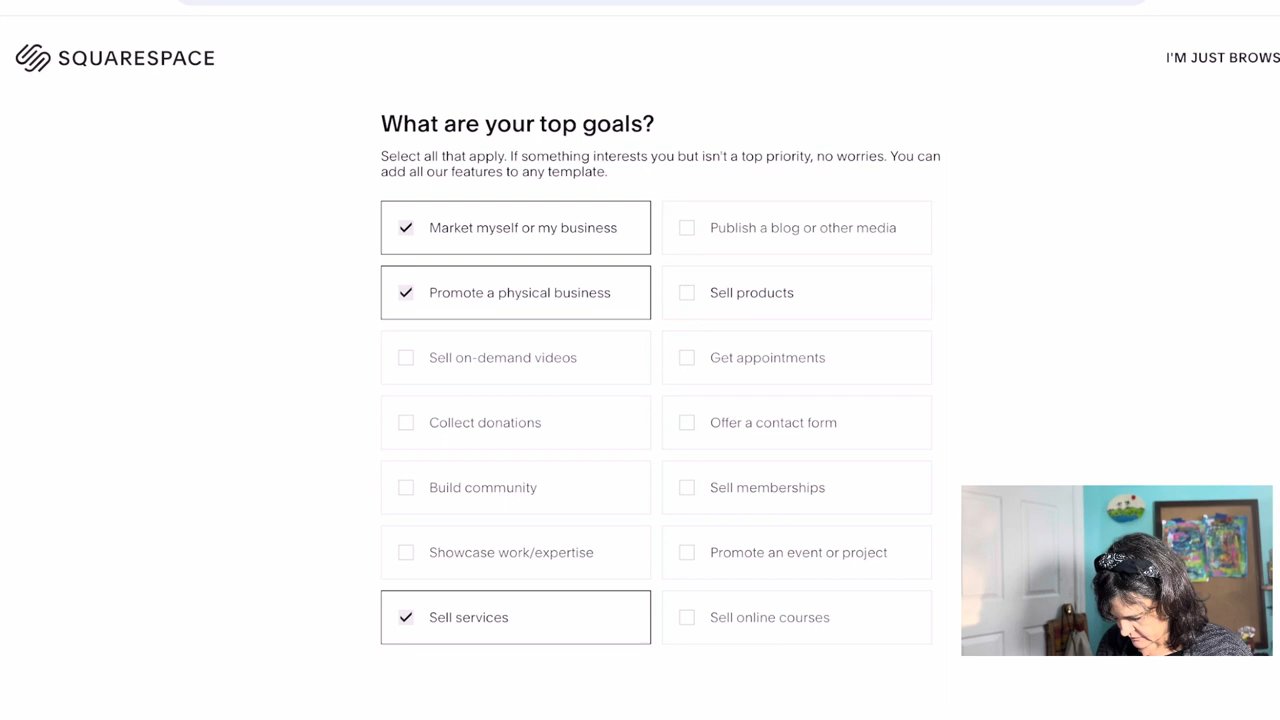 SQUARESPACE
I'M JUST BROWS
What are your top goals?
Select all that apply. If something interests you but isn't a top priority, no worries. You can
add all our features to any template.
Market myself or my business
Publish a blog or other media
Promote a physical business
Sell products
Sell on-demand videos
Get appointments
Collect donations
Offer a contact form
Build community
Sell memberships
Showcase work/expertise
Promote an event or project
Sell services
Sell online courses